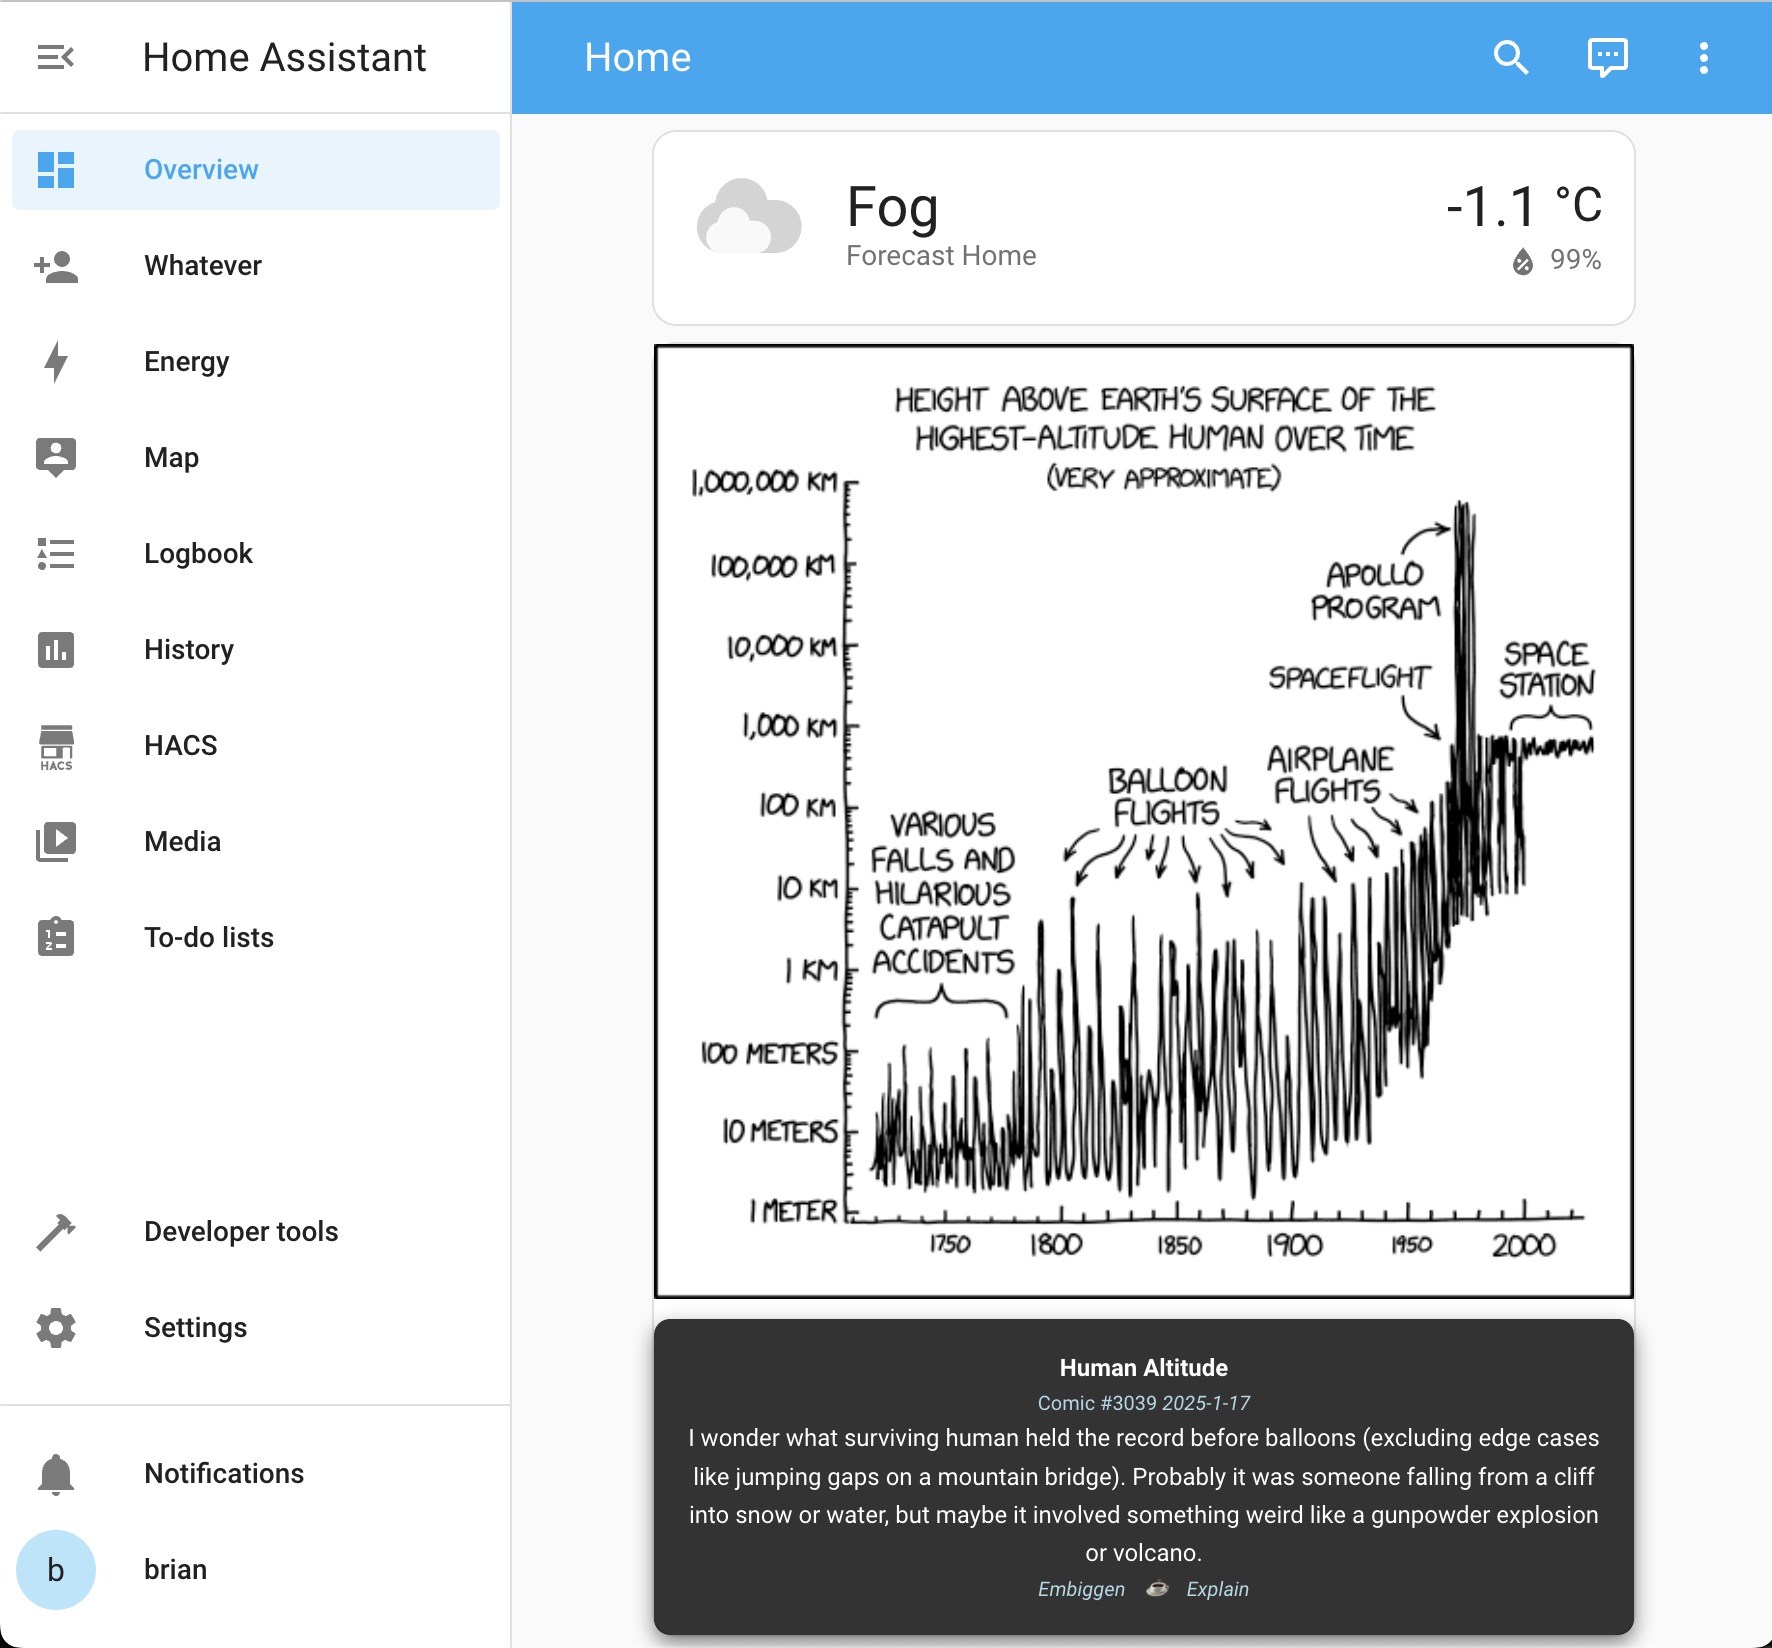 Home Assistant
Home
Overview
Whatever
Energy
Map
Logbook
History
HACS
HACS
Media
To-do lists
Developer tools
Settings
Notifications
b
brian
Fog
Forecast Home
-1.1 °C
99%
HEIGHT ABOVE EARTH'S SURFACE OF THE
HIGHEST-ALTITUDE HUMAN OVER TIME
(VERY APPROXIMATE)
1,000,000 KM
100,000 KM
10,000 KM
1,000 KM
100 KM
10 KM
1 KM
100 METERS
10 METERS
1 METER
VARIOUS
FALLS AND
HILARIOUS
CATAPULT
ACCIDENTS
BALLOON
FLIGHTS
AIRPLANE
FLIGHTS
SPACEFLIGHT
APOLLO
PROGRAM
SPACE
STATION
1750
1800
1850
1900
1950
2000
Human Altitude
Comic #3039 2025-1-17
I wonder what surviving human held the record before balloons (excluding edge cases
like jumping gaps on a mountain bridge). Probably it was someone falling from a cliff
into snow or water, but maybe it involved something weird like a gunpowder explosion
or volcano.
Embiggen ☕ Explain